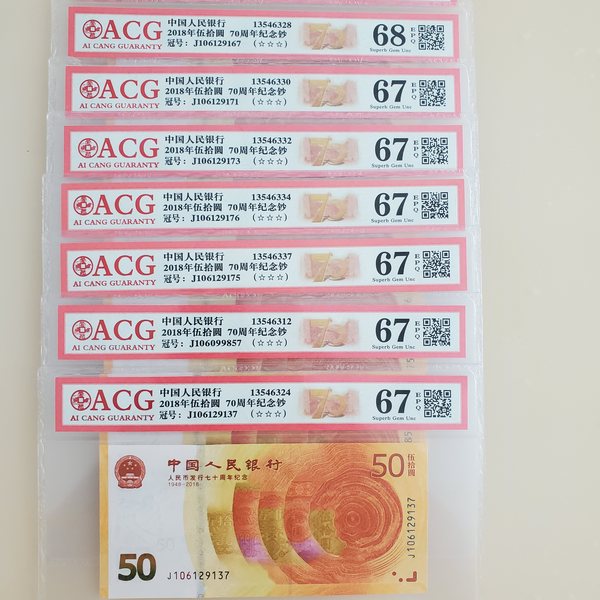 ACG 中国人民银行 13546328 68 EPQ
AI CANG GUARANTY 2018年伍拾圆 70周年纪念钞 Superb Gem Unc
冠号: J106129167 (☆☆☆)
ACG 中国人民银行 13546330 67 EPQ
AI CANG GUARANTY 2018年伍拾圆 70周年纪念钞 Superb Gem Unc
冠号: J106129171 (☆☆☆)
ACG 中国人民银行 13546332 67 EPQ
AI CANG GUARANTY 2018年伍拾圆 70周年纪念钞 Superb Gem Unc
冠号: J106129173 (☆☆☆)
ACG 中国人民银行 13546334 67 EPQ
AI CANG GUARANTY 2018年伍拾圆 70周年纪念钞 Superb Gem Unc
冠号: J106129176 (☆☆☆)
ACG 中国人民银行 13546337 67 EPQ
AI CANG GUARANTY 2018年伍拾圆 70周年纪念钞 Superb Gem Unc
冠号: J106129175 (☆☆☆)
ACG 中国人民银行 13546312 67 EPQ
AI CANG GUARANTY 2018年伍拾圆 70周年纪念钞 Superb Gem Unc
冠号: J106099857 (☆☆☆)
ACG 中国人民银行 13546324 67 EPQ
AI CANG GUARANTY 2018年伍拾圆 70周年纪念钞 Superb Gem Unc
冠号: J106129137 (☆☆☆)
中国人民银行
人民币发行七十周年纪念
1948-2018
50 伍拾圆
J106129137
50 J106129137